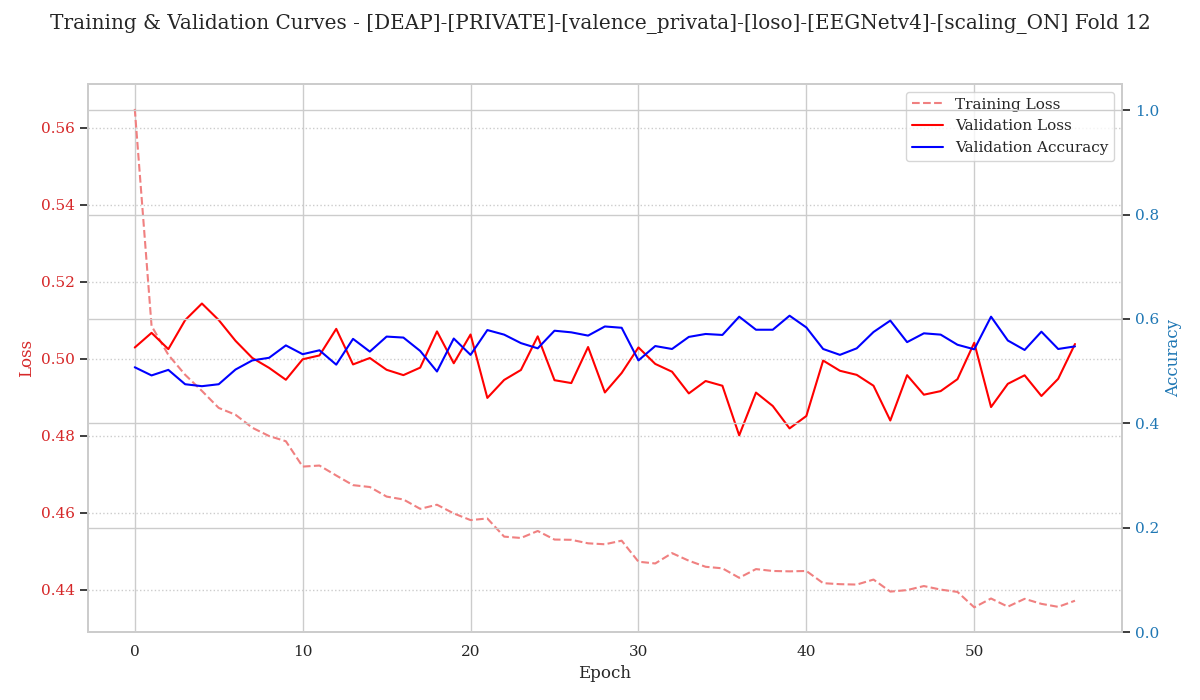 Training & Validation Curves - [DEAP]-[PRIVATE]-[valence_privata]-[loso]-[EEGNetv4]-[scaling_ON] Fold 12
Training Loss
Validation Loss
Validation Accuracy
0.56
0.54
0.52
0.50
0.48
0.46
0.44
Loss
1.0
0.8
0.6
0.4
0.2
0.0
Accuracy
0 10 20 30 40 50
Epoch